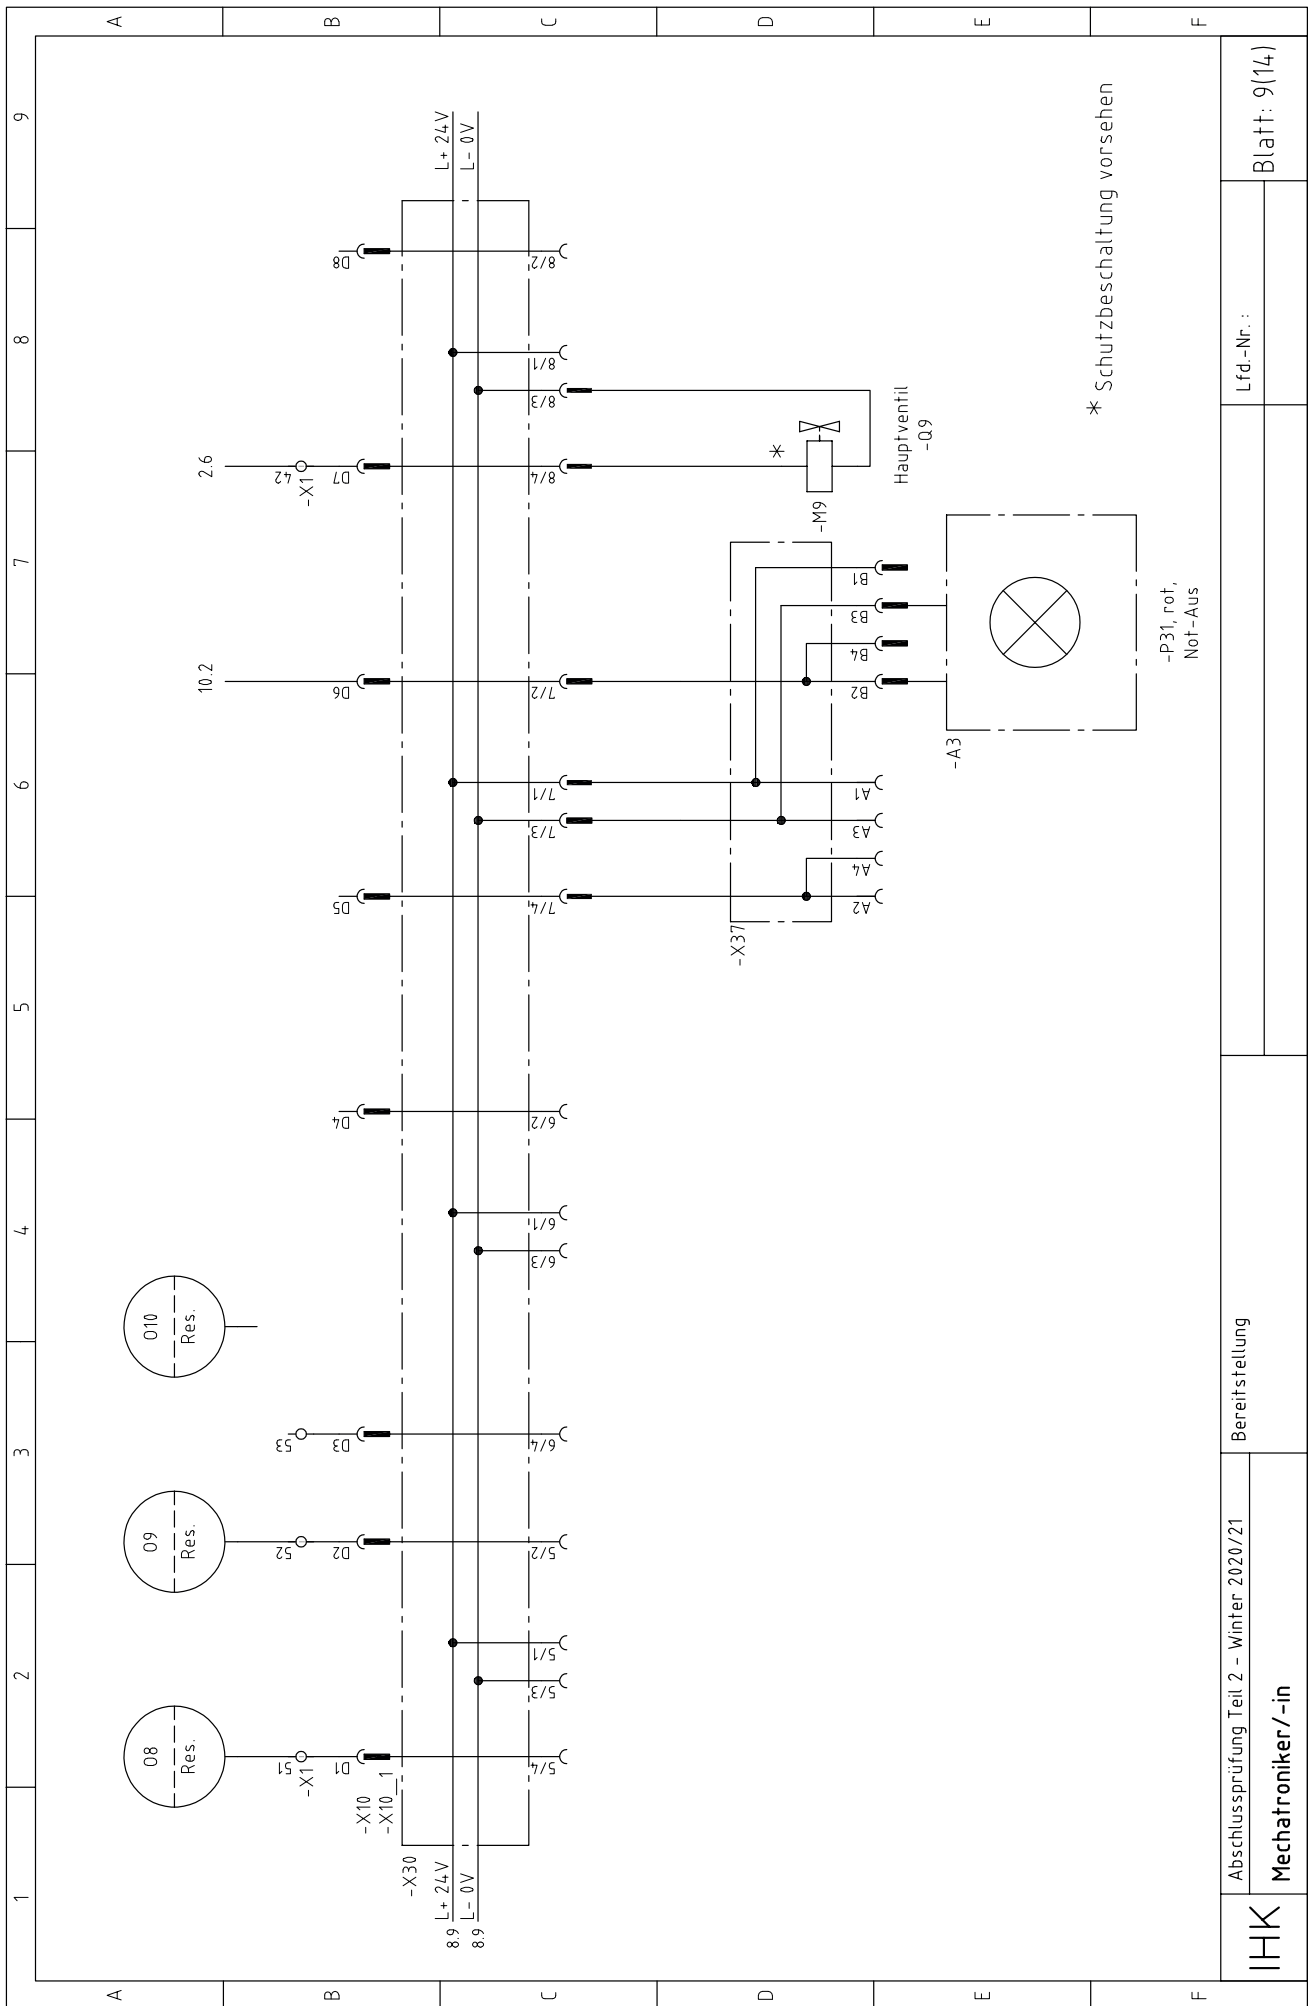 1 2 3 4 5 6 7 8 9
A
A
B
B
C
C
D
D
E
E
F
F
O8
Res.
O9
Res.
O10
Res.
10.2
2.6
51
-X1
52
53
42
-X1
D1
D2
D3
D4
D5
D6
D7
D8
-X10
-X10_1
-X30
8.9 L+ 24V
8.9 L- 0V
L+ 24V
L- 0V
5/4 5/3 5/1 5/2 6/4 6/3 6/1 6/2 7/4 7/3 7/1 7/2 8/4 8/3 8/1 8/2
-X37
-M9
*
Hauptventil
-Q9
A2 A4 A3 A1 B2 B4 B3 B1
-A3
-P31, rot,
Not-Aus
* Schutzbeschaltung vorsehen
IHK
Abschlussprüfung Teil 2 - Winter 2020/21
Mechatroniker/-in
Bereitstellung
Lfd.-Nr.:
Blatt: 9(14)